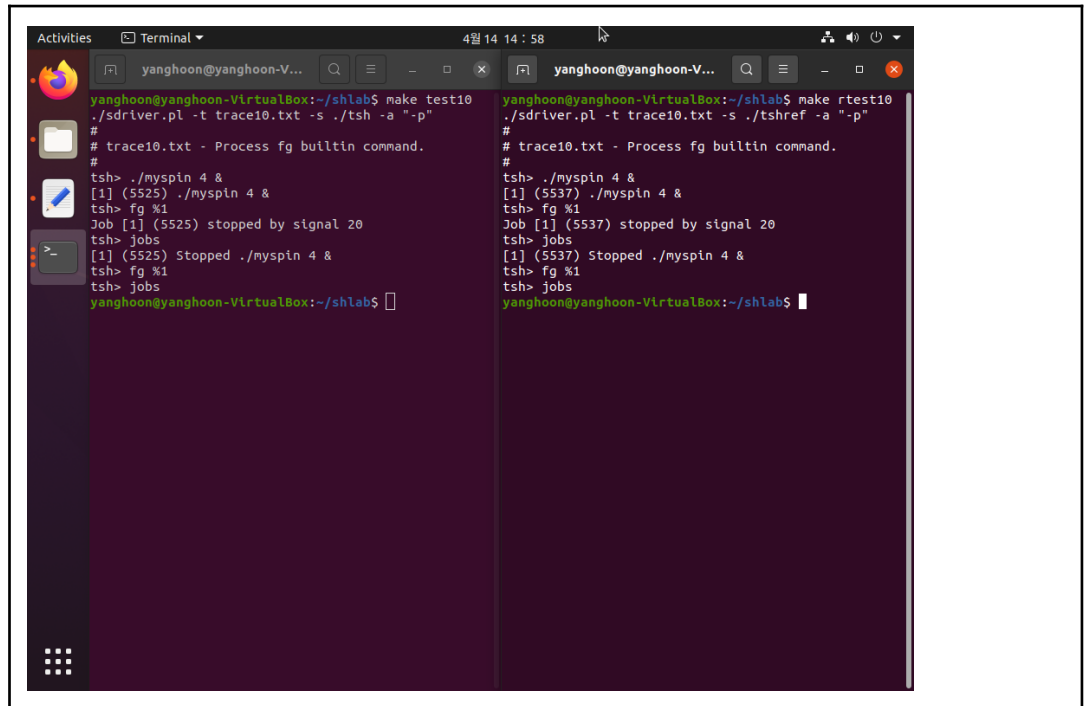 Activities Terminal 4월 14 14 : 58
yanghoon@yanghoon-V...
yanghoon@yanghoon-VirtualBox:~/shlab$ make test10
./sdriver.pl -t trace10.txt -s ./tsh -a "-p"
#
# trace10.txt - Process fg builtin command.
#
tsh> ./myspin 4 &
[1] (5525) ./myspin 4 &
tsh> fg %1
Job [1] (5525) stopped by signal 20
tsh> jobs
[1] (5525) Stopped ./myspin 4 &
tsh> fg %1
tsh> jobs
yanghoon@yanghoon-VirtualBox:~/shlab$
yanghoon@yanghoon-V...
yanghoon@yanghoon-VirtualBox:~/shlab$ make rtest10
./sdriver.pl -t trace10.txt -s ./tshref -a "-p"
#
# trace10.txt - Process fg builtin command.
#
tsh> ./myspin 4 &
[1] (5537) ./myspin 4 &
tsh> fg %1
Job [1] (5537) stopped by signal 20
tsh> jobs
[1] (5537) Stopped ./myspin 4 &
tsh> fg %1
tsh> jobs
yanghoon@yanghoon-VirtualBox:~/shlab$